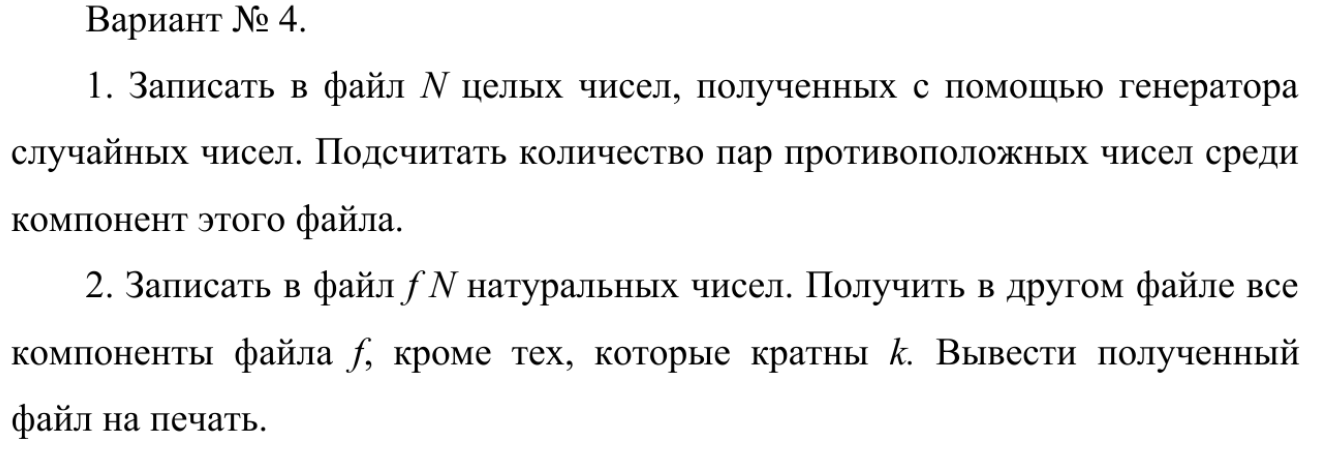 Вариант № 4.
1. Записать в файл N целых чисел, полученных с помощью генератора
случайных чисел. Подсчитать количество пар противоположных чисел среди
компонент этого файла.
2. Записать в файл f N натуральных чисел. Получить в другом файле все
компоненты файла f, кроме тех, которые кратны k. Вывести полученный
файл на печать.